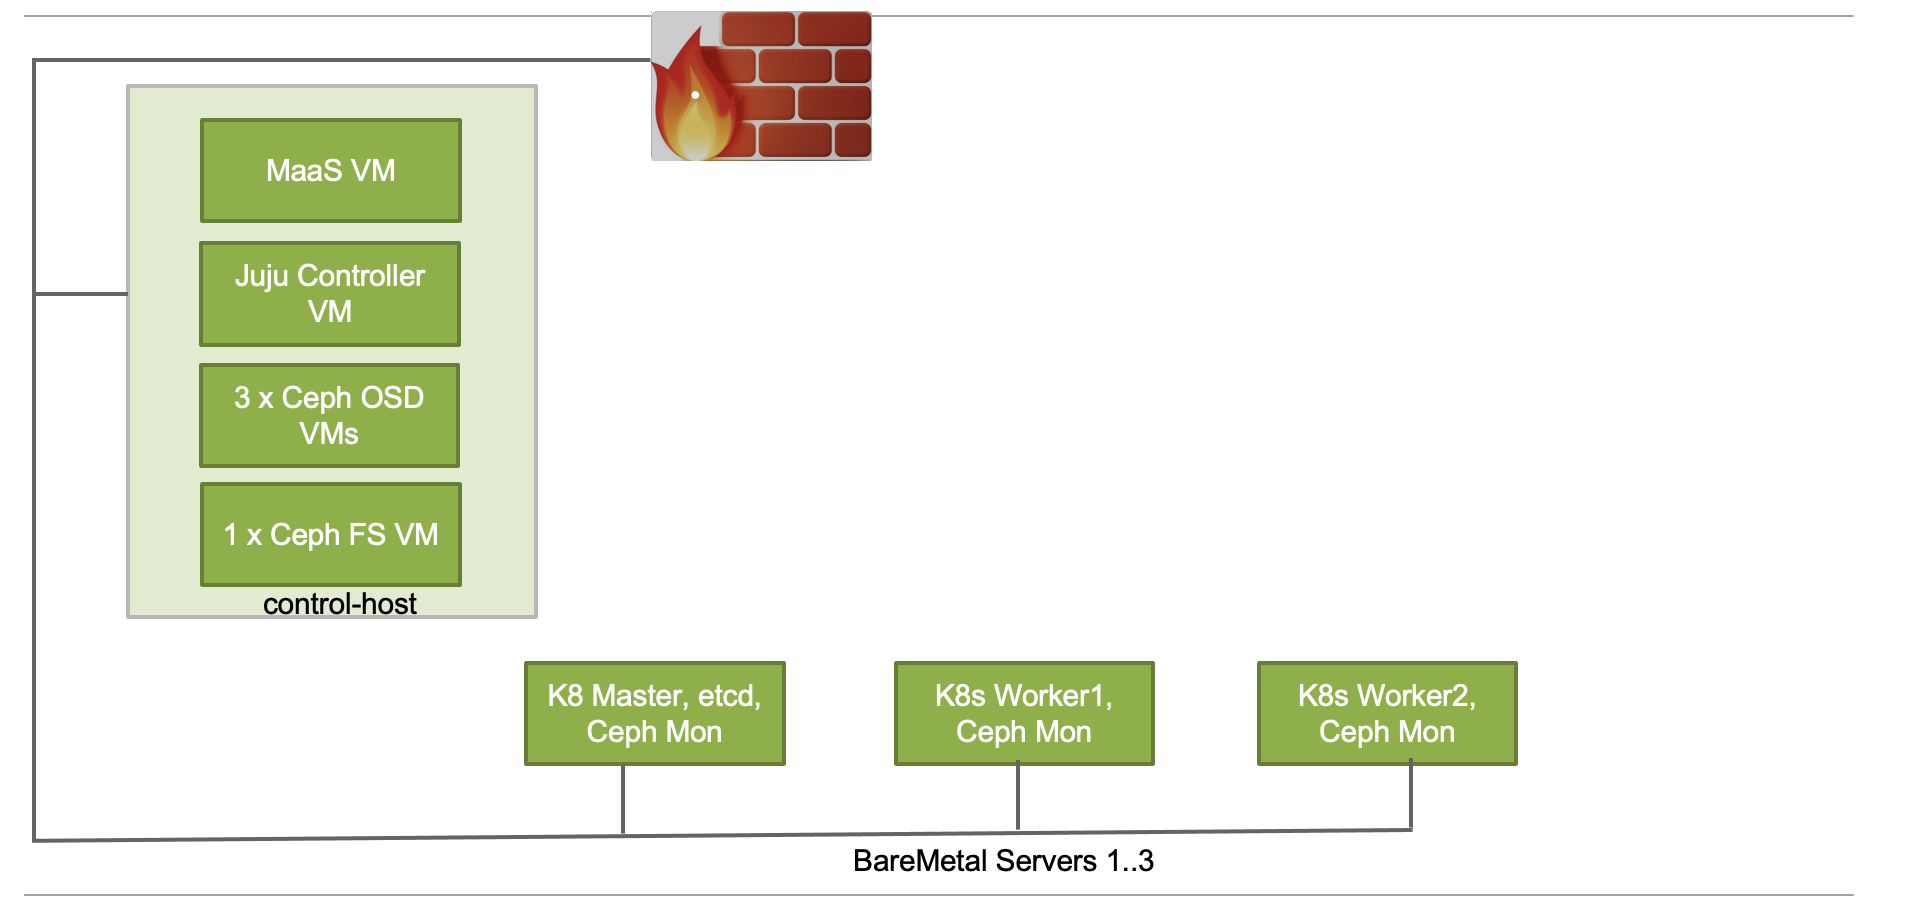 MaaS VM
Juju Controller
VM
3 x Ceph OSD
VMs
1 x Ceph FS VM
control-host
K8 Master, etcd,
Ceph Mon
K8s Worker1,
Ceph Mon
K8s Worker2,
Ceph Mon
BareMetal Servers 1..3